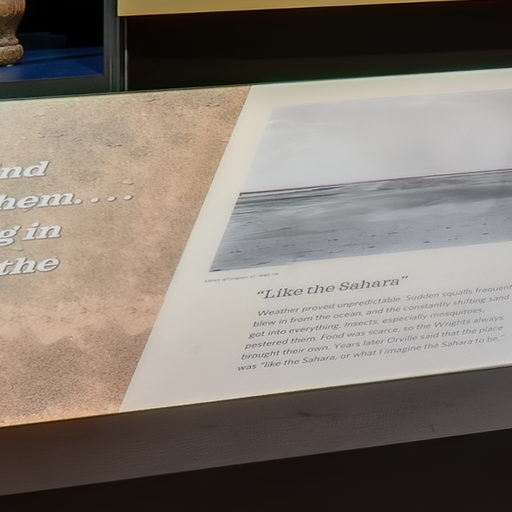 nd
hem....
g in
the
"Like the Sahara"
Weather proved unpredictable. Sudden squalls frequent
blew in from the ocean, and the constantly shifting sand
got into everything. Insects, especially mosquitoes,
pestered them. Food was scarce, so the Wrights always
brought their own. Years later Orville said that the place
was "like the Sahara, or what I imagine the Sahara to be."